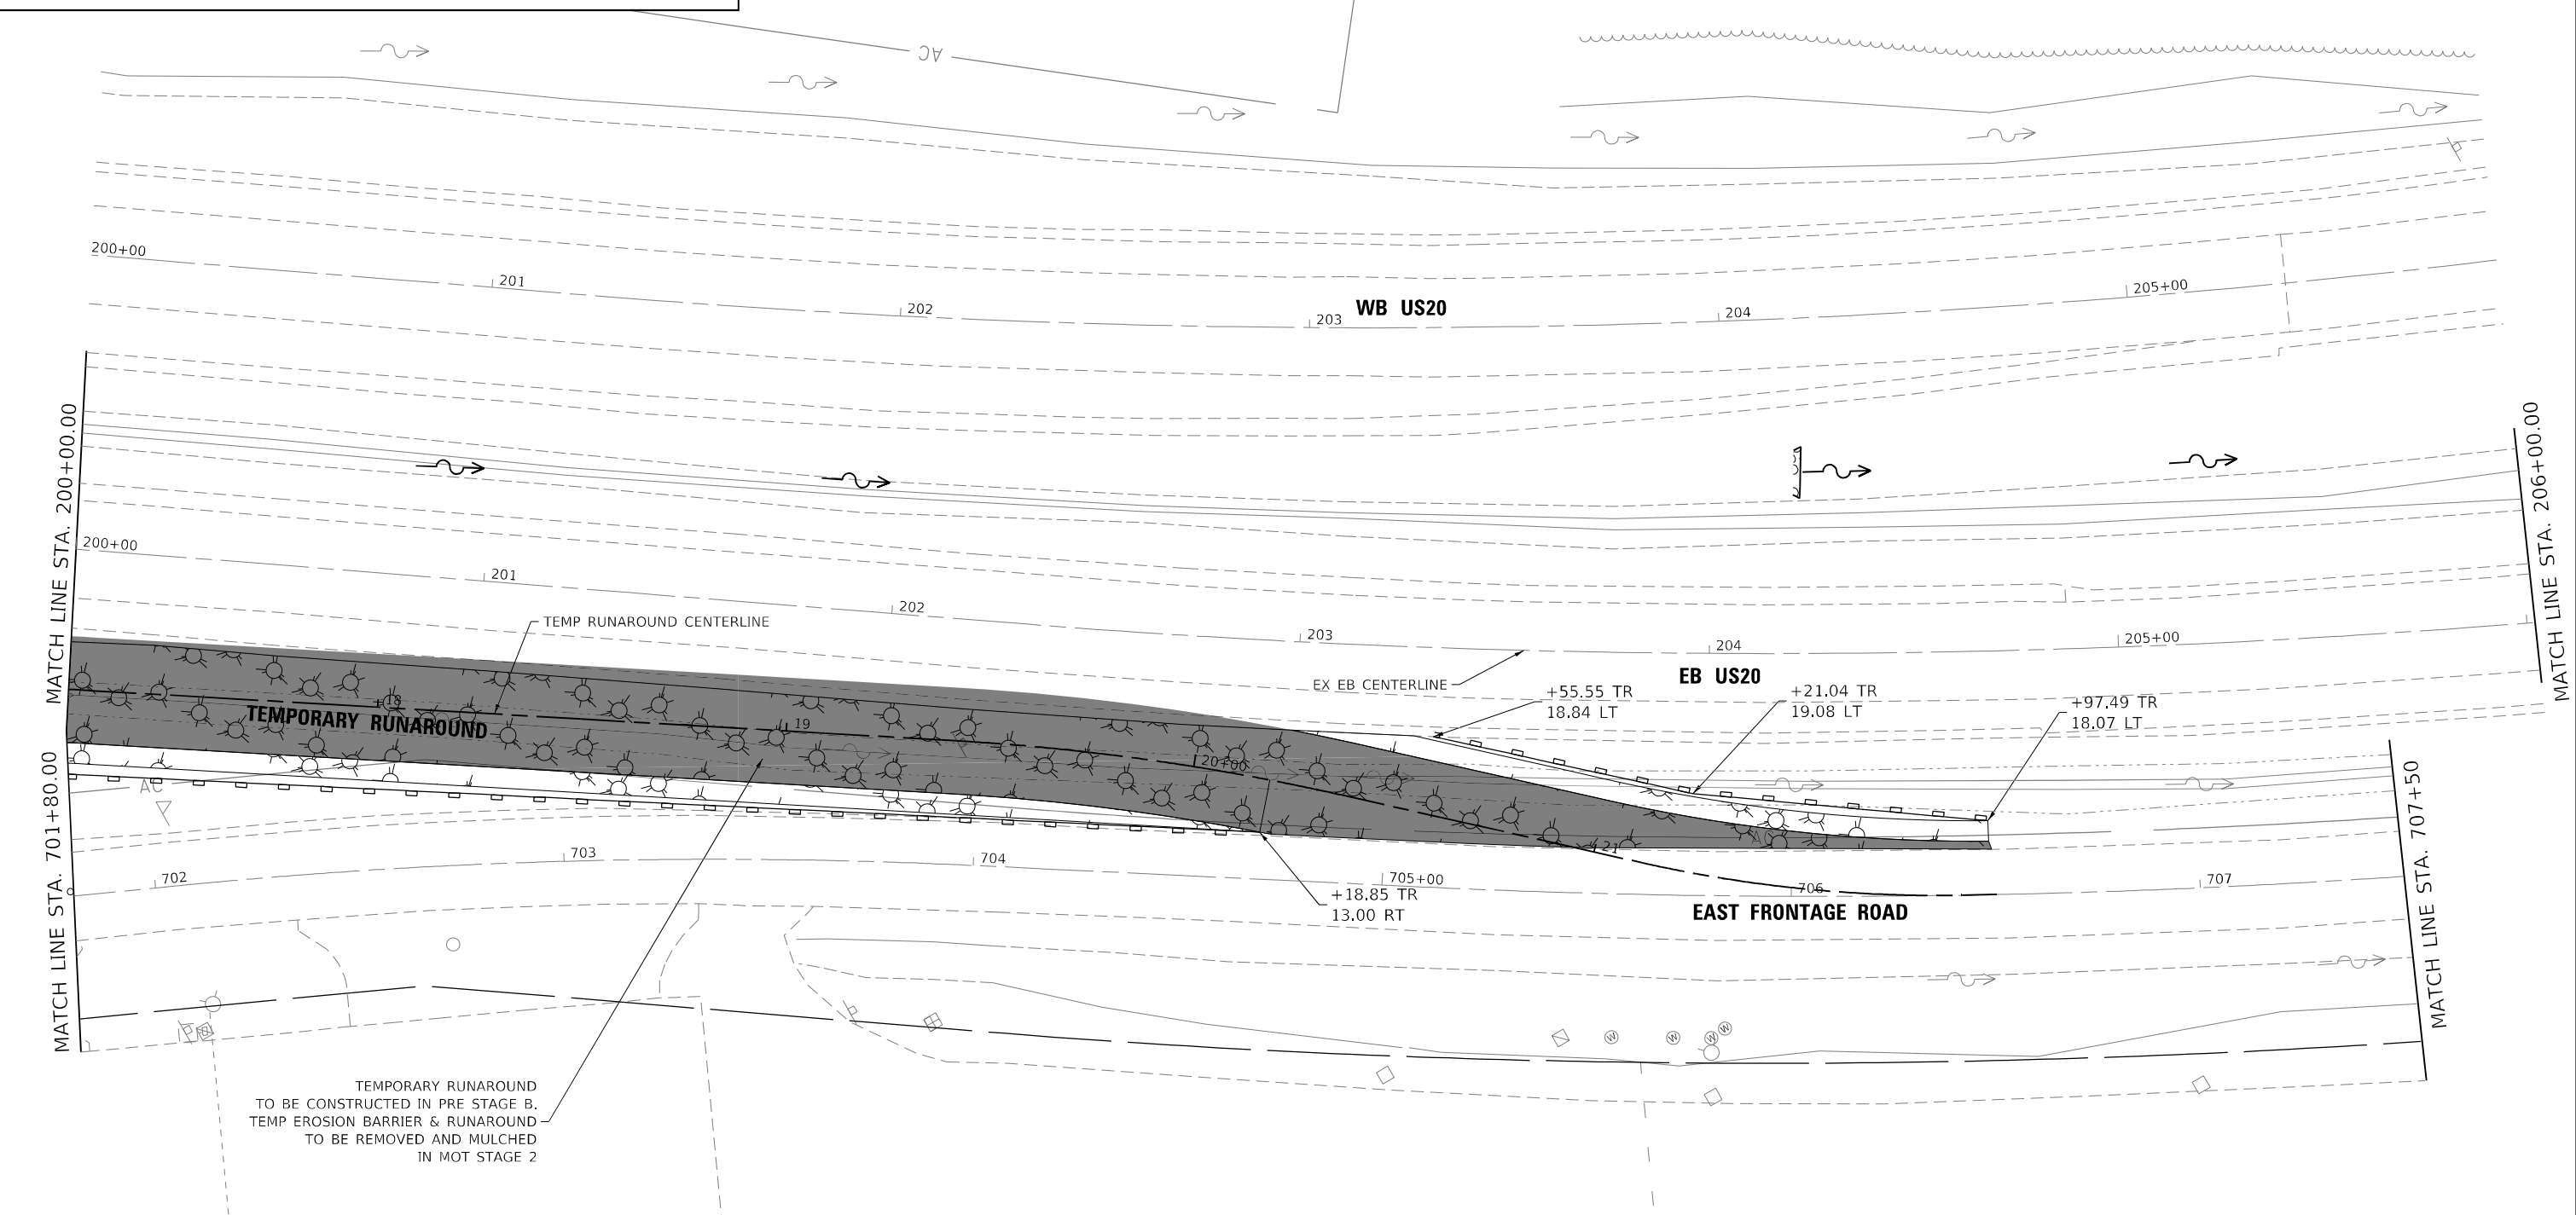 AC
200+00
201
202
203
WB US20
204
205+00
MATCH LINE STA. 200+00.00
MATCH LINE STA. 206+00.00
200+00
201
202
203
204
205+00
TEMP RUNAROUND CENTERLINE
EX EB CENTERLINE
EB US20
+55.55 TR
18.84 LT
+21.04 TR
19.08 LT
+97.49 TR
18.07 LT
18
TEMPORARY RUNAROUND
19
20+00
21
AC
MATCH LINE STA. 701+80.00
MATCH LINE STA. 707+50
702
703
704
705+00
706
707
+18.85 TR
13.00 RT
EAST FRONTAGE ROAD
W
W
W
W
TEMPORARY RUNAROUND
TO BE CONSTRUCTED IN PRE STAGE B.
TEMP EROSION BARRIER & RUNAROUND
TO BE REMOVED AND MULCHED
IN MOT STAGE 2